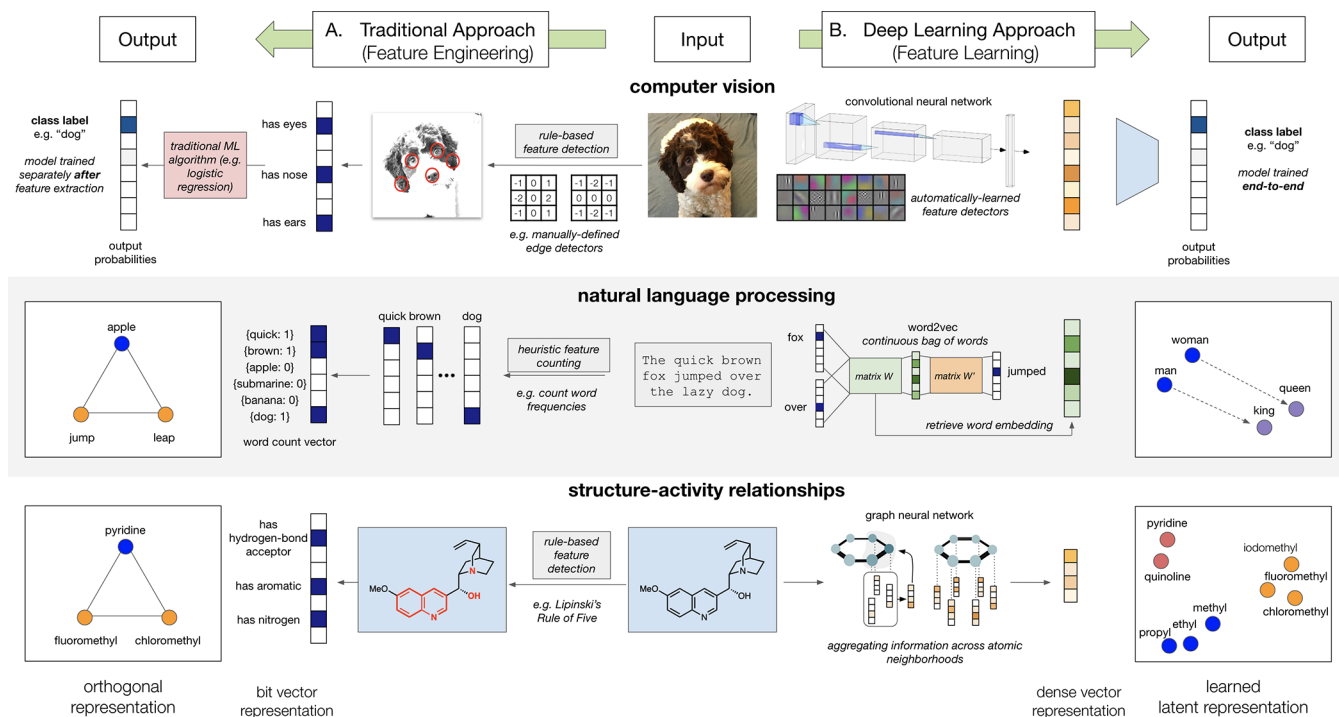 Output
A. Traditional Approach
(Feature Engineering)
Input
B. Deep Learning Approach
(Feature Learning)
Output
computer vision
class label
e.g. “dog”
model trained
separately after
feature extraction
output
probabilities
traditional ML
algorithm (e.g.
logistic
regression)
has eyes
has nose
has ears
rule-based
feature detection
-1 0 1
-2 0 2
-1 0 1
-1 -2 -1
0 0 0
-1 -2 -1
e.g. manually-defined
edge detectors
convolutional neural network
automatically-learned
feature detectors
class label
e.g. “dog”
model trained
end-to-end
output
probabilities
natural language processing
apple
jump
leap
{quick: 1}
{brown: 1}
{apple: 0}
{submarine: 0}
{banana: 0}
{dog: 1}
word count vector
quick brown
dog
heuristic feature
counting
e.g. count word
frequencies
The quick brown
fox jumped over
the lazy dog.
word2vec
continuous bag of words
fox
over
matrix W
matrix W'
jumped
retrieve word embedding
woman
man
queen
king
structure-activity relationships
pyridine
fluoromethyl
chloromethyl
has
hydrogen-bond
acceptor
has aromatic
has nitrogen
MeO
N
OH
N
rule-based
feature
detection
e.g. Lipinski's
Rule of Five
MeO
N
OH
N
graph neural network
aggregating information across atomic
neighborhoods
pyridine
quinoline
iodomethyl
fluoromethyl
chloromethyl
methyl
ethyl
propyl
orthogonal
representation
bit vector
representation
dense vector
representation
learned
latent representation